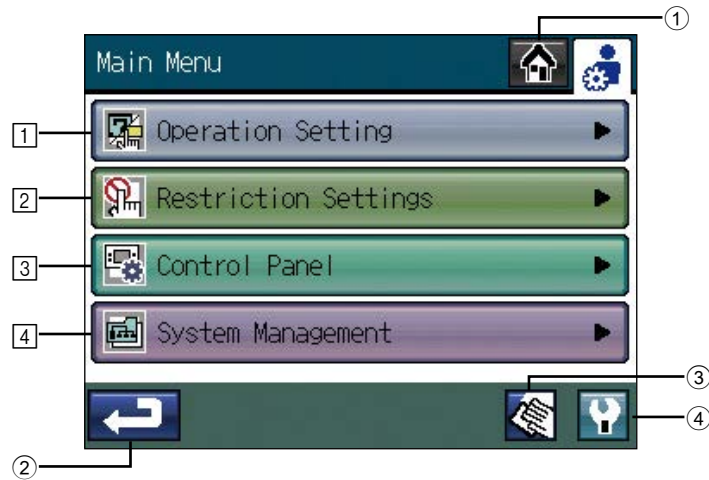 ①
Main Menu
1 Operation Setting
2 Restriction Settings
3 Control Panel
4 System Management
③
④
②